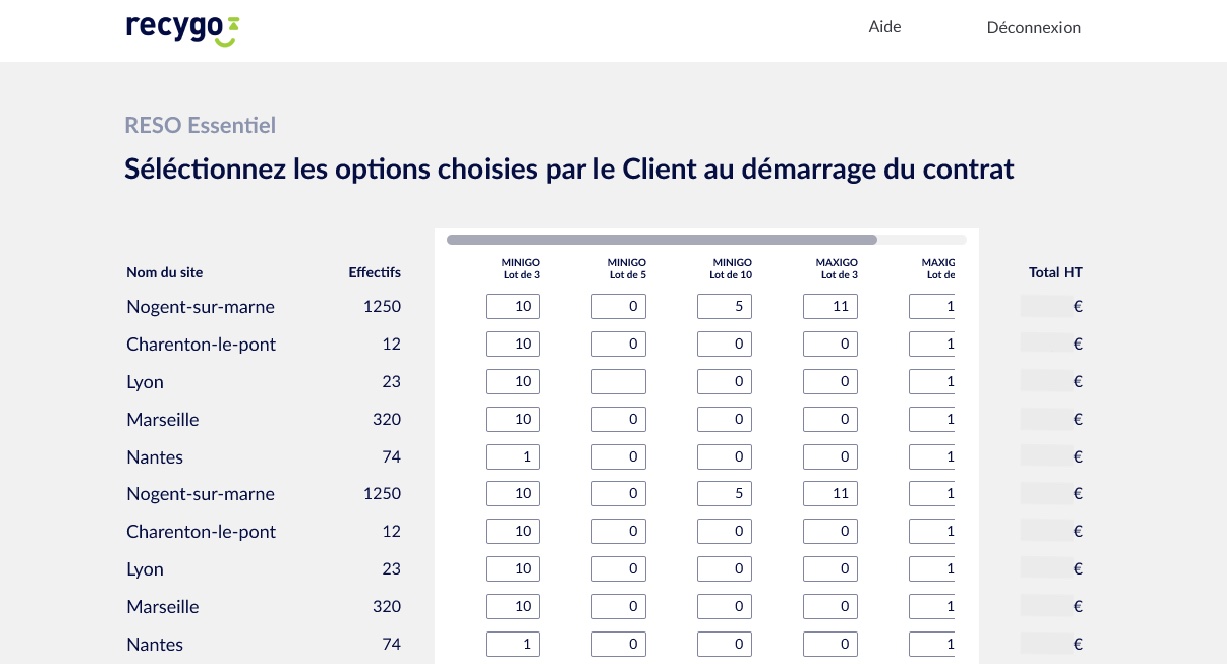 recygo
Aide Déconnexion
RESO Essentiel
Séléctionnez les options choisies par le Client au démarrage du contrat
Nom du site Effectifs MINIGO Lot de 3 MINIGO Lot de 5 MINIGO Lot de 10 MAXIGO Lot de 3 MAXIG Lot de Total HT
Nogent-sur-marne 1250 10 0 5 11 1 €
Charenton-le-pont 12 10 0 0 0 1 €
Lyon 23 10 0 0 1 €
Marseille 320 10 0 0 0 1 €
Nantes 74 1 0 0 0 1 €
Nogent-sur-marne 1250 10 0 5 11 1 €
Charenton-le-pont 12 10 0 0 0 1 €
Lyon 23 10 0 0 0 1 €
Marseille 320 10 0 0 0 1 €
Nantes 74 1 0 0 0 1 €